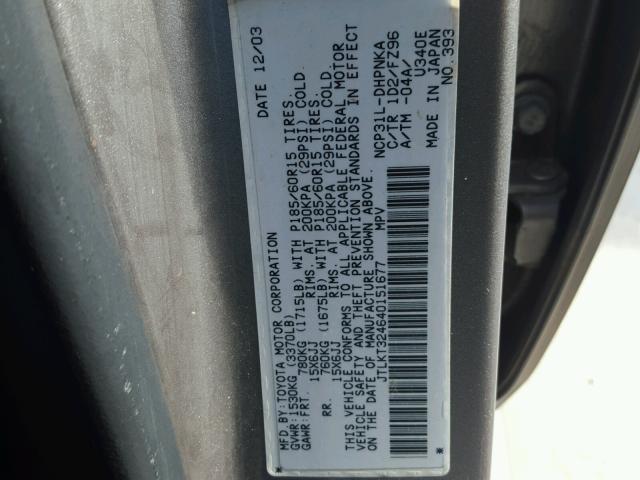 MFD.BY:TOYOTA MOTOR CORPORATION DATE 12/03
GVWR:1530KG (3370LB)
GAWR:FRT. 780KG (1715LB) WITH P185/60R15 TIRES.
15X6JJ RIMS. AT 200KPA (29PSI) COLD.
RR. 760KG (1675LB) WITH P185/60R15 TIRES.
15X6JJ RIMS. AT 200KPA (29PSI) COLD.
THIS VEHICLE CONFORMS TO ALL APPLICABLE FEDERAL MOTOR
VEHICLE SAFETY AND THEFT PREVENTION STANDARDS IN EFFECT
ON THE DATE OF MANUFACTURE SHOWN ABOVE.
JTLKT324640151677 MPV
NCP31L-DHPNKA
C/TR 1D2/FZ96
A/TM -04A/ U340E
MADE IN JAPAN
NO.393